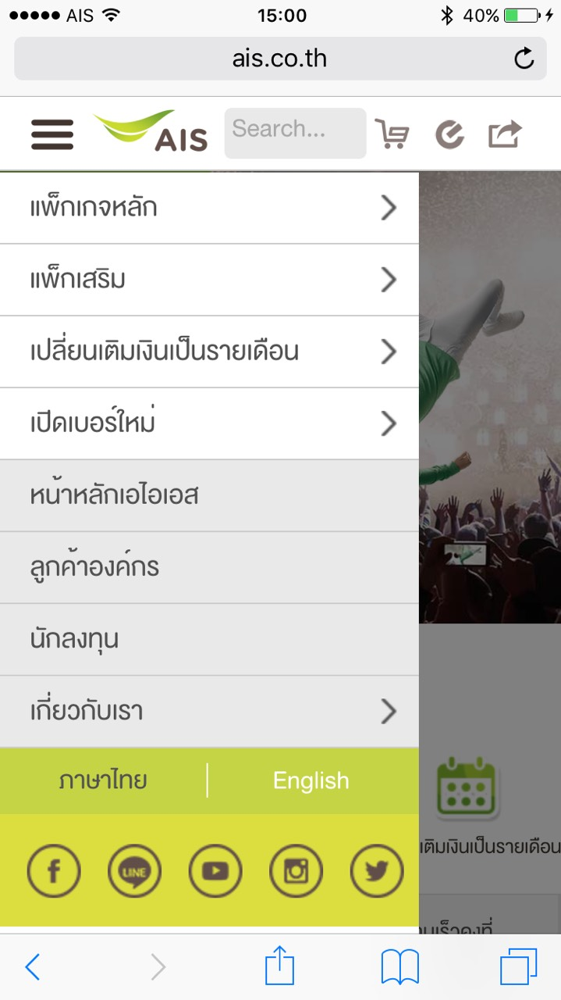 AIS
15:00
40%
ais.co.th
AIS
Search...
แพ็กเกจหลัก
แพ็กเสริม
เปลี่ยนเติมเงินเป็นรายเดือน
เปิดเบอร์ใหม่
หน้าหลักเอไอเอส
ลูกค้าองค์กร
นักลงทุน
เกี่ยวกับเรา
ภาษาไทย
English
เติมเงินเป็นรายเดือน
LINE